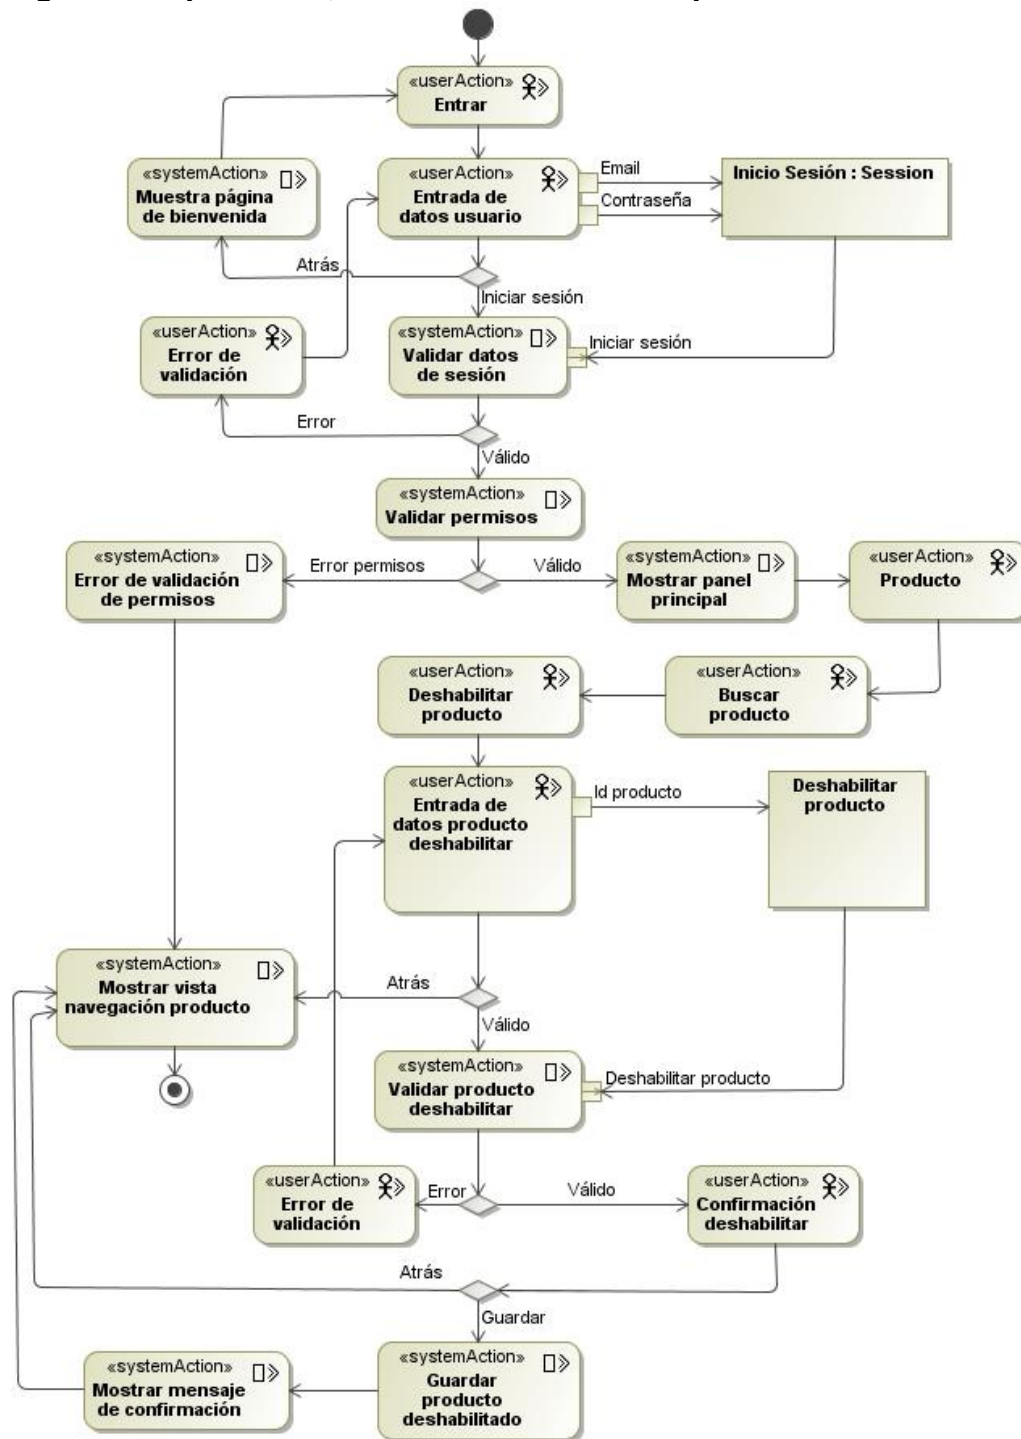 «userAction»
Entrar
«systemAction»
Muestra página
de bienvenida
«userAction»
Entrada de
datos usuario
Email
Contraseña
Inicio Sesión : Session
Atrás
Iniciar sesión
«userAction»
Error de
validación
«systemAction»
Validar datos
de sesión
Iniciar sesión
Error
Válido
«systemAction»
Validar permisos
«systemAction»
Error de validación
de permisos
Error permisos
Válido
«systemAction»
Mostrar panel
principal
«userAction»
Producto
«userAction»
Deshabilitar
producto
«userAction»
Buscar
producto
«userAction»
Entrada de
datos producto
deshabilitar
Id producto
Deshabilitar
producto
«systemAction»
Mostrar vista
navegación producto
Atrás
Válido
«systemAction»
Validar producto
deshabilitar
Deshabilitar producto
«userAction»
Error de
validación
Error
Válido
«userAction»
Confirmación
deshabilitar
Atrás
Guardar
«systemAction»
Mostrar mensaje
de confirmación
«systemAction»
Guardar
producto
deshabilitado